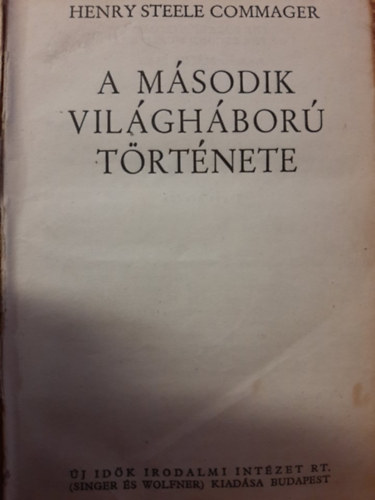 HENRY STEELE COMMAGER
A MÁSODIK
VILÁGHÁBORÚ
TÖRTÉNETE
ÚJ IDŐK IRODALMI INTÉZET RT.
(SINGER ÉS WOLFNER) KIADÁSA BUDAPEST